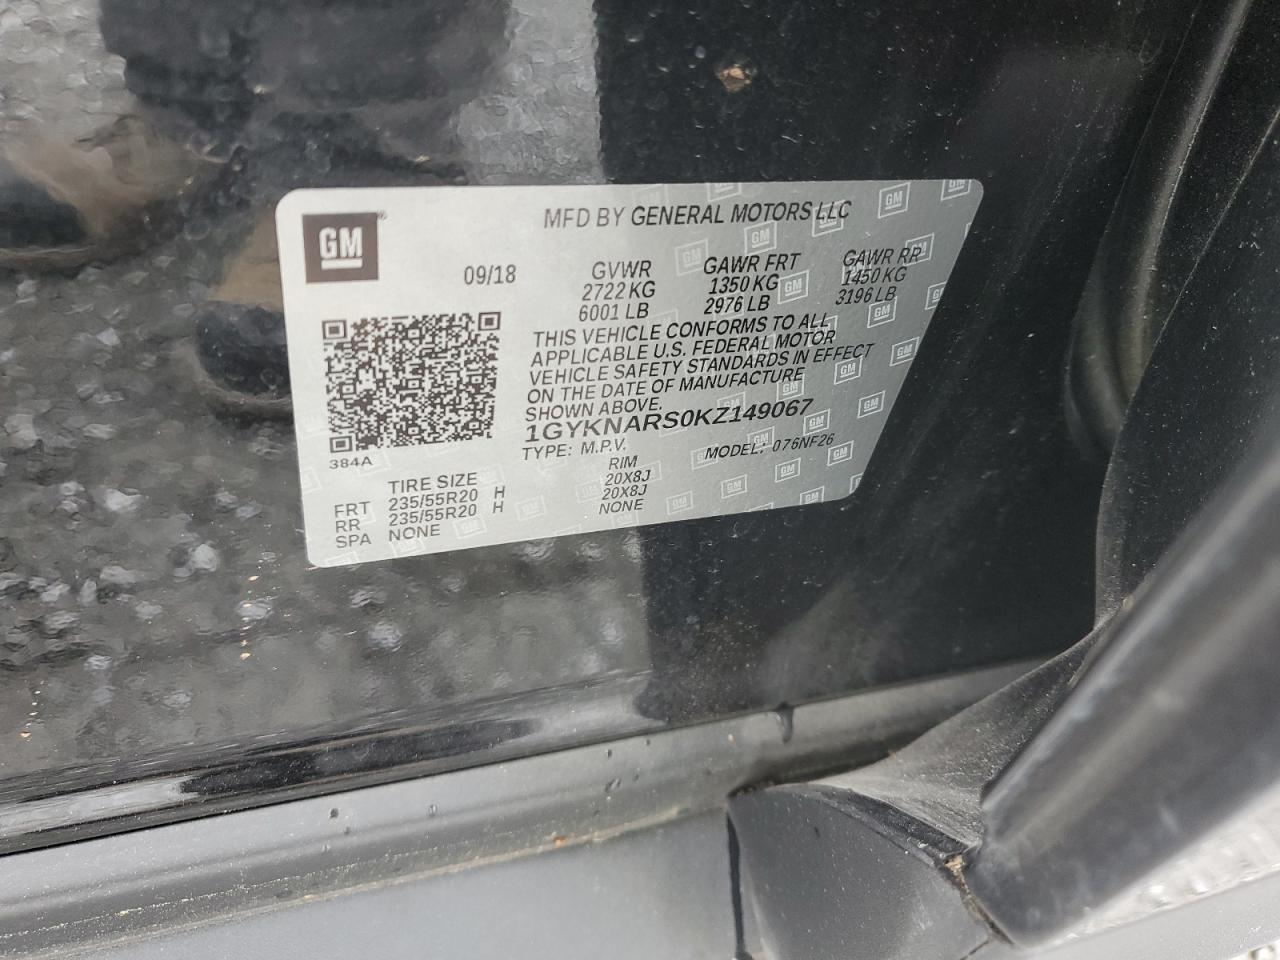 GM®
MFD BY GENERAL MOTORS LLC
09/18
GVWR
2722 KG
6001 LB
GAWR FRT
1350 KG
2976 LB
GAWR RR
1450 KG
3196 LB
THIS VEHICLE CONFORMS TO ALL
APPLICABLE U.S. FEDERAL MOTOR
VEHICLE SAFETY STANDARDS IN EFFECT
ON THE DATE OF MANUFACTURE
SHOWN ABOVE.
1GYKNARS0KZ149067
TYPE: M.P.V. MODEL: 076NF26
384A
TIRE SIZE RIM
FRT 235/55R20 H 20X8J
RR 235/55R20 H 20X8J
SPA NONE NONE